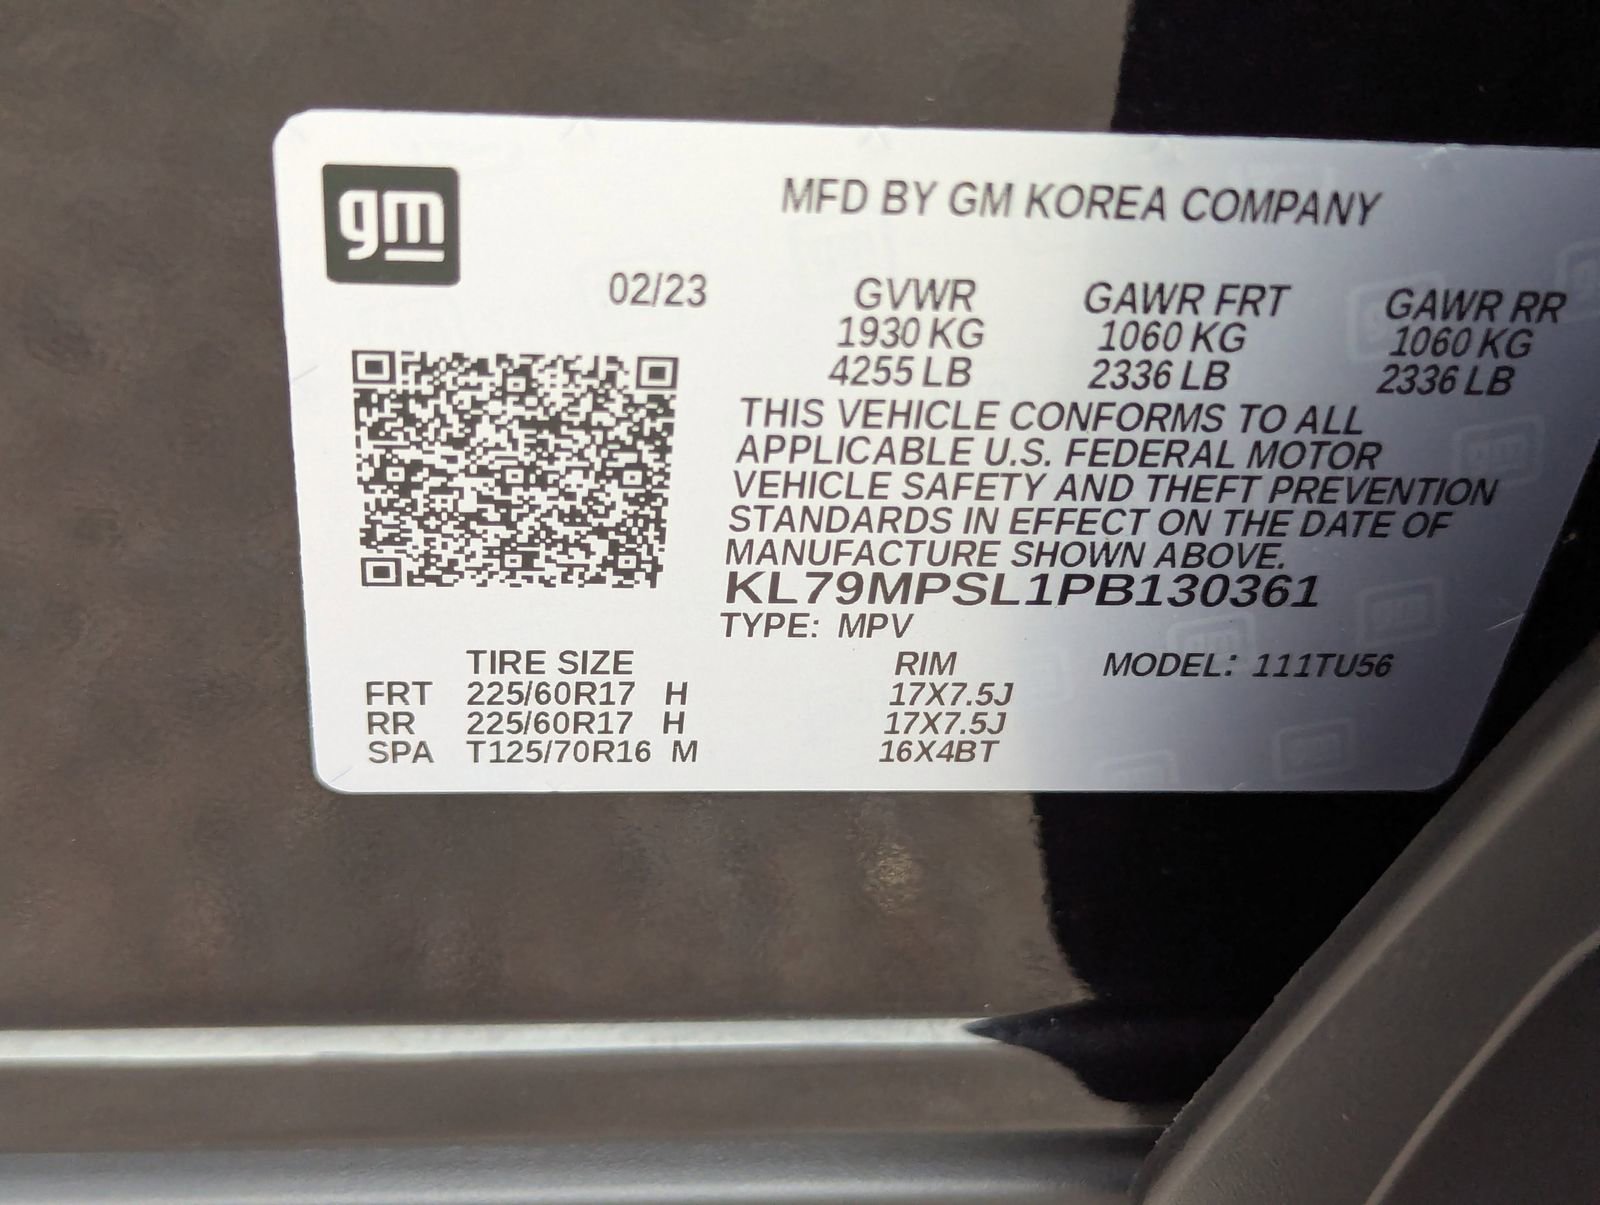 gm
MFD BY GM KOREA COMPANY
02/23
GVWR GAWR FRT GAWR RR
1930 KG 1060 KG 1060 KG
4255 LB 2336 LB 2336 LB
THIS VEHICLE CONFORMS TO ALL
APPLICABLE U.S. FEDERAL MOTOR
VEHICLE SAFETY AND THEFT PREVENTION
STANDARDS IN EFFECT ON THE DATE OF
MANUFACTURE SHOWN ABOVE.
KL79MPSL1PB130361
TYPE: MPV
TIRE SIZE RIM MODEL: 111TU56
FRT 225/60R17 H 17X7.5J
RR 225/60R17 H 17X7.5J
SPA T125/70R16 M 16X4BT